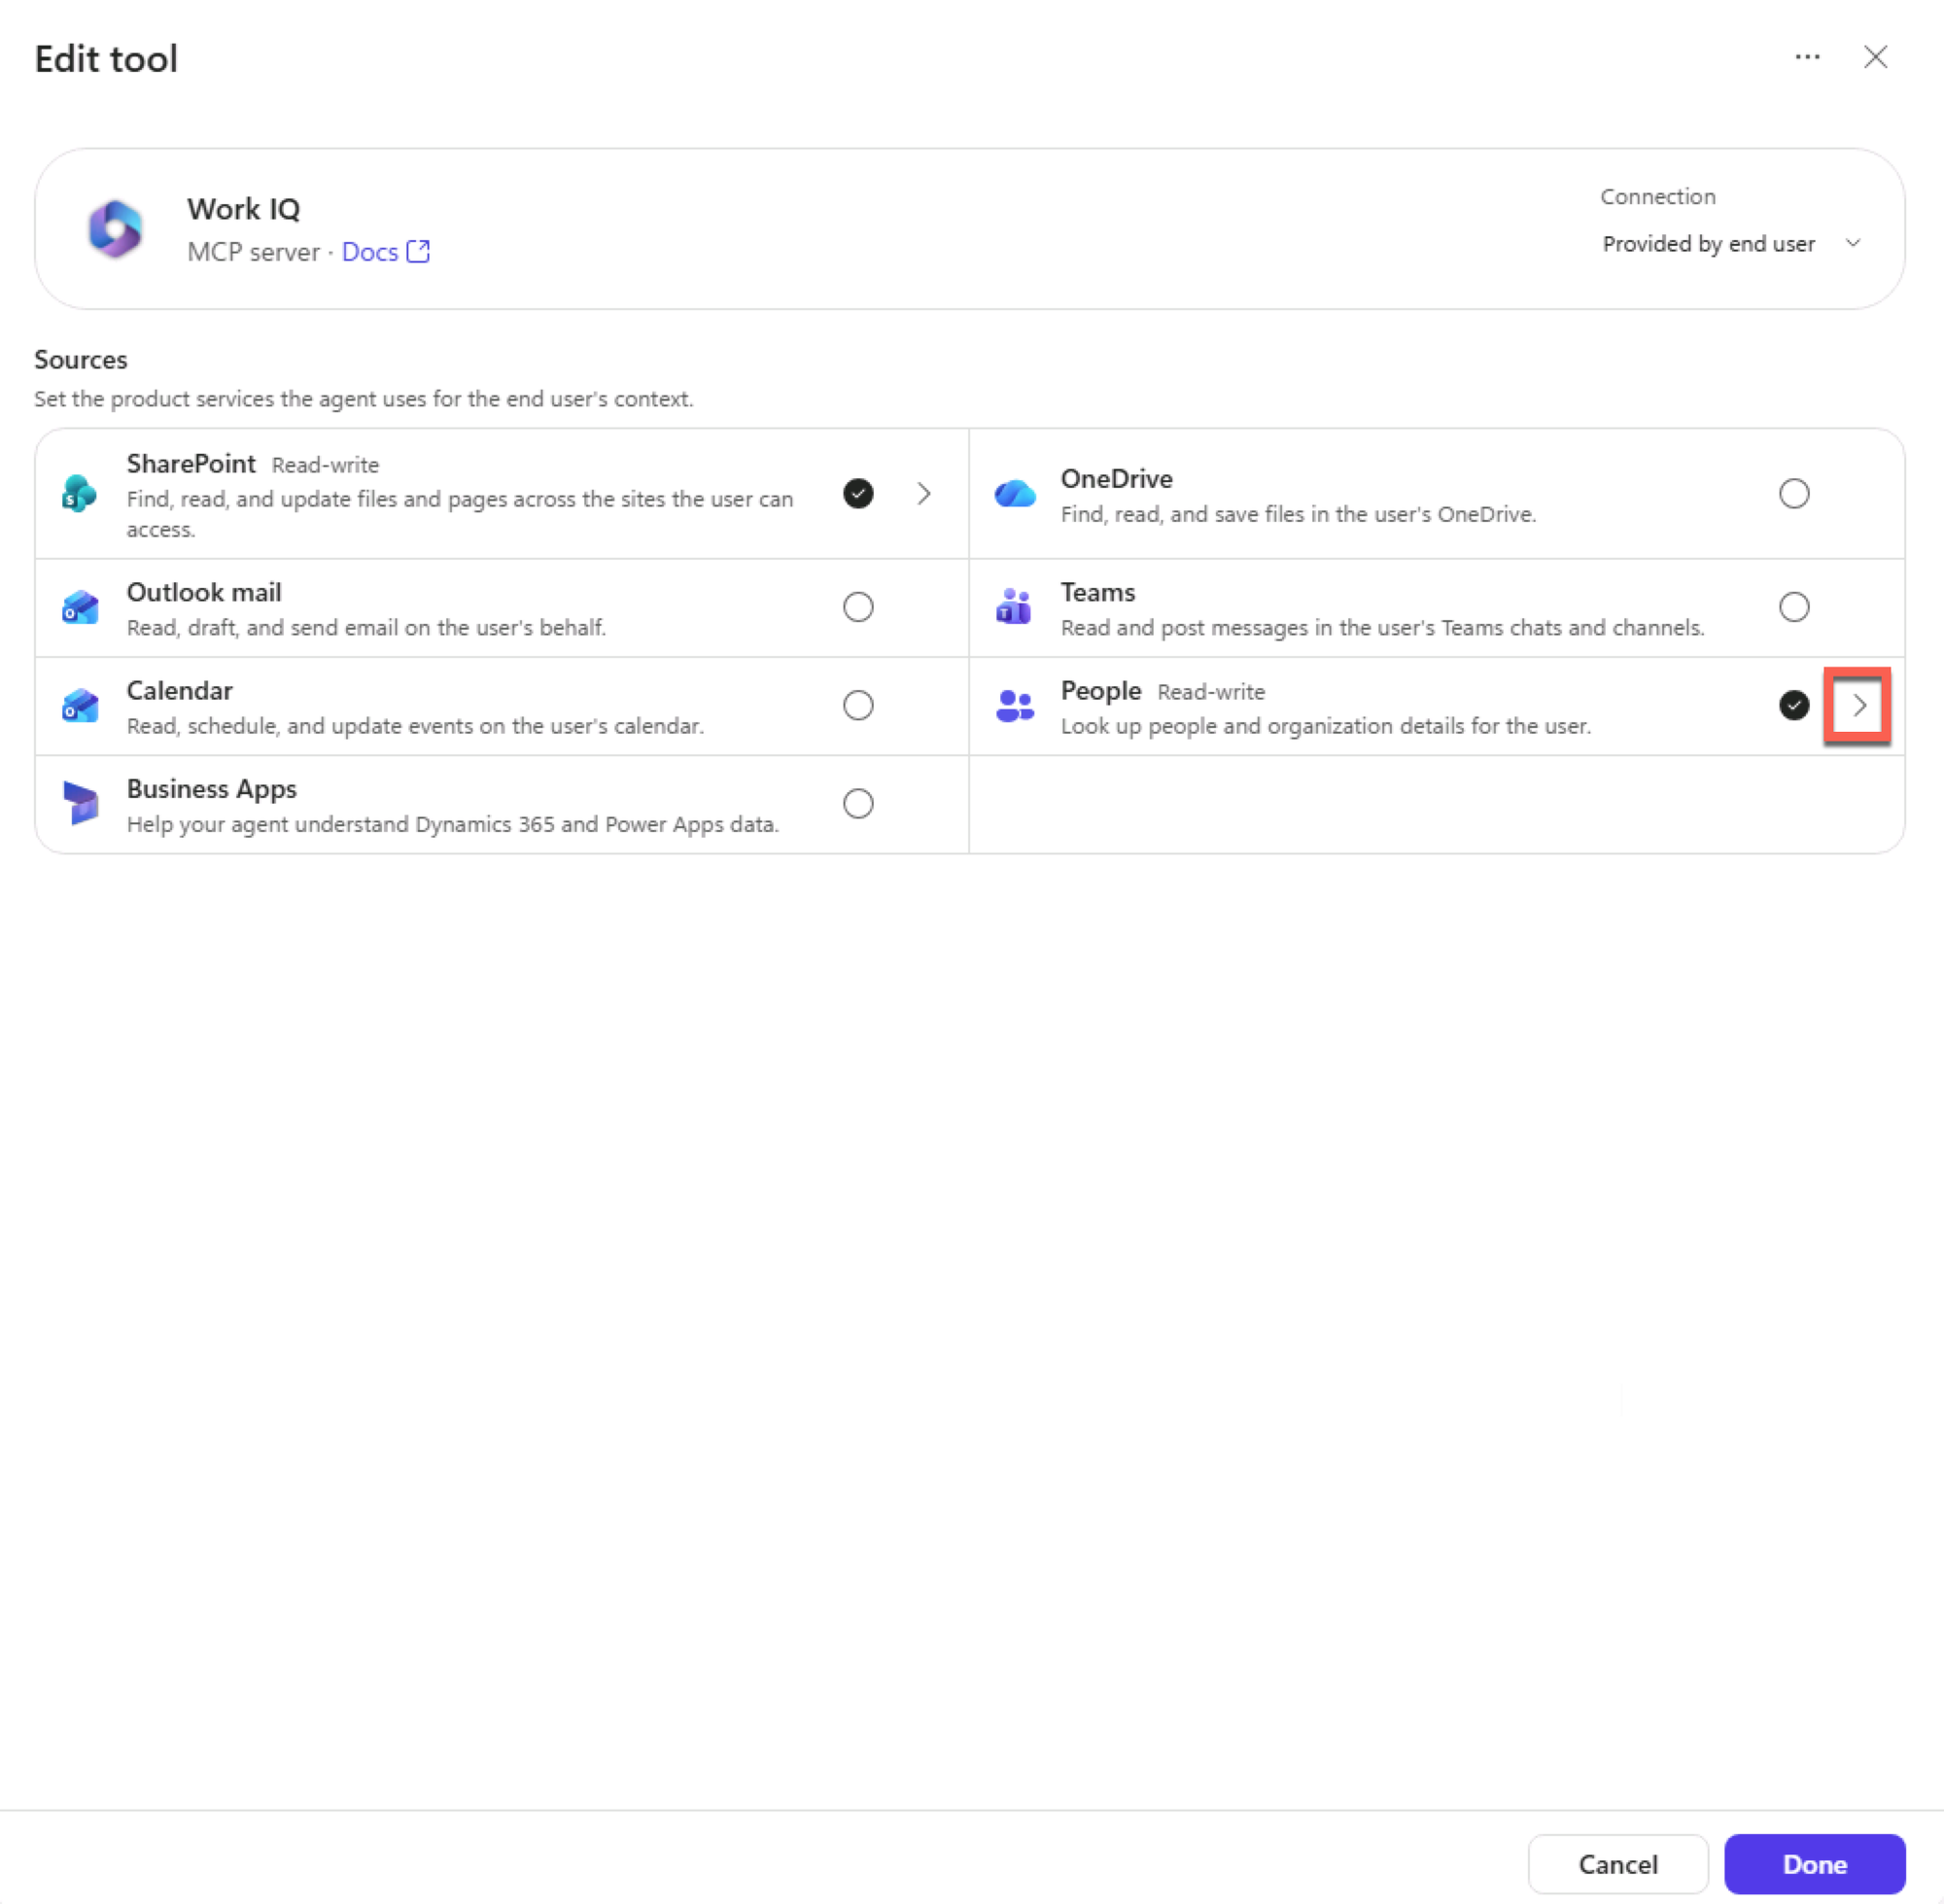 Edit tool
Work IQ
MCP server · Docs
Connection
Provided by end user
Sources
Set the product services the agent uses for the end user's context.
SharePoint Read-write
Find, read, and update files and pages across the sites the user can
access.
OneDrive
Find, read, and save files in the user's OneDrive.
Outlook mail
Read, draft, and send email on the user's behalf.
Teams
Read and post messages in the user's Teams chats and channels.
Calendar
Read, schedule, and update events on the user's calendar.
People Read-write
Look up people and organization details for the user.
Business Apps
Help your agent understand Dynamics 365 and Power Apps data.
Cancel
Done